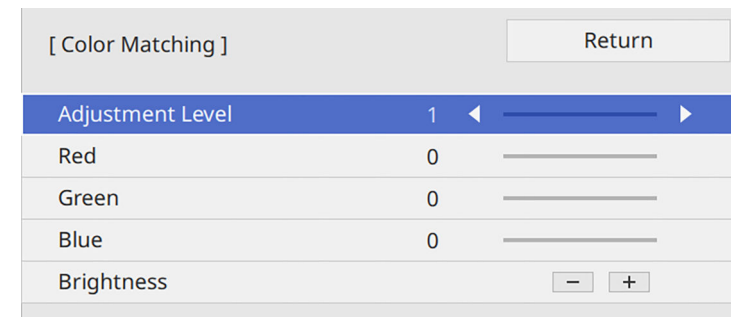 [ Color Matching ] Return
Adjustment Level 1
Red 0
Green 0
Blue 0
Brightness − +